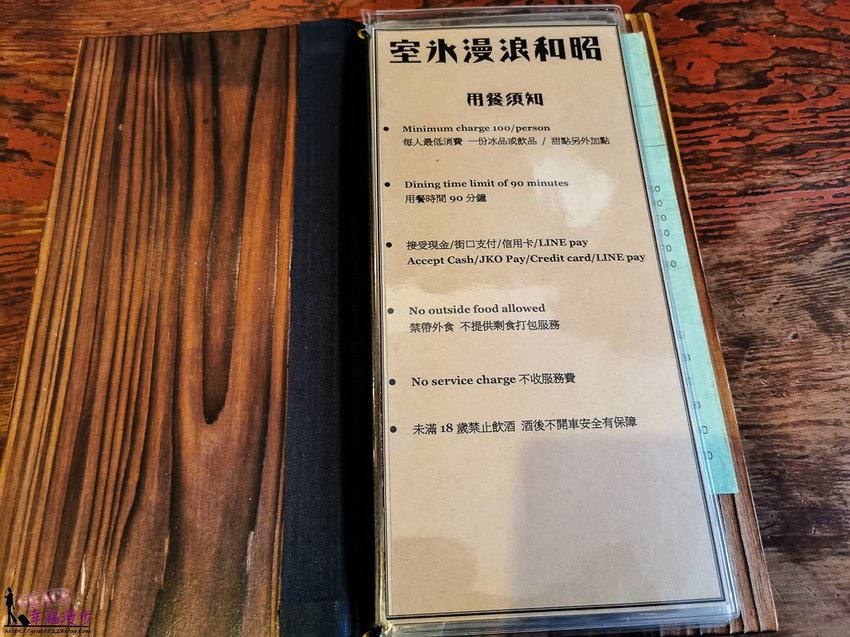 室氷漫浪和昭
用餐須知
Minimum charge 100/person
每人最低消費 一份冰品或飲品 / 甜點另外加點
Dining time limit of 90 minutes
用餐時間 90 分鐘
接受現金/街口支付/信用卡/LINE pay
Accept Cash/JKO Pay/Credit card/LINE pay
No outside food allowed
禁帶外食 不提供剩食打包服務
No service charge 不收服務費
未滿 18 歲禁止飲酒 酒後不開車安全有保障
GRACE
幸福漫步